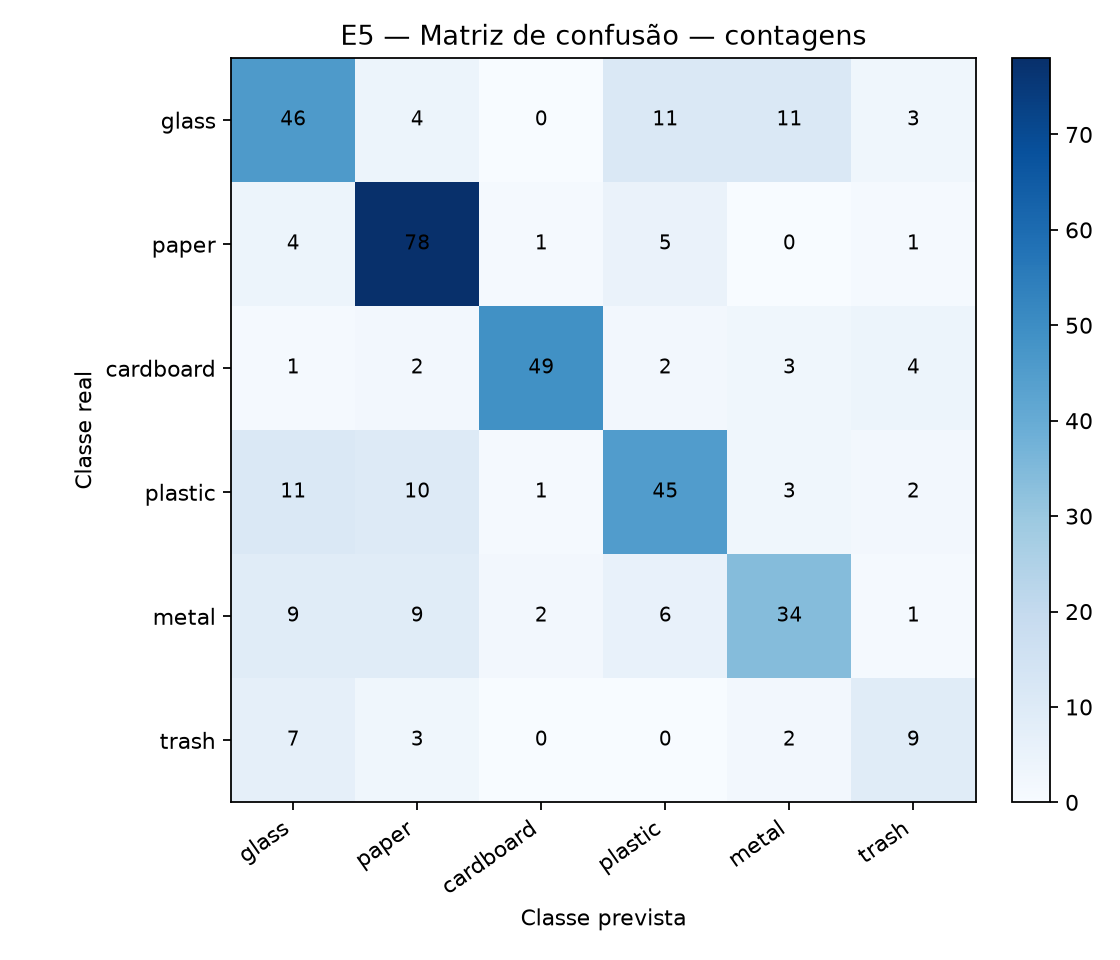 E5 — Matriz de confusão — contagens
glass 46 4 0 11 11 3
paper 4 78 1 5 0 1
cardboard 1 2 49 2 3 4
plastic 11 10 1 45 3 2
metal 9 9 2 6 34 1
trash 7 3 0 0 2 9
Classe real
glass paper cardboard plastic metal trash
Classe prevista
70
60
50
40
30
20
10
0